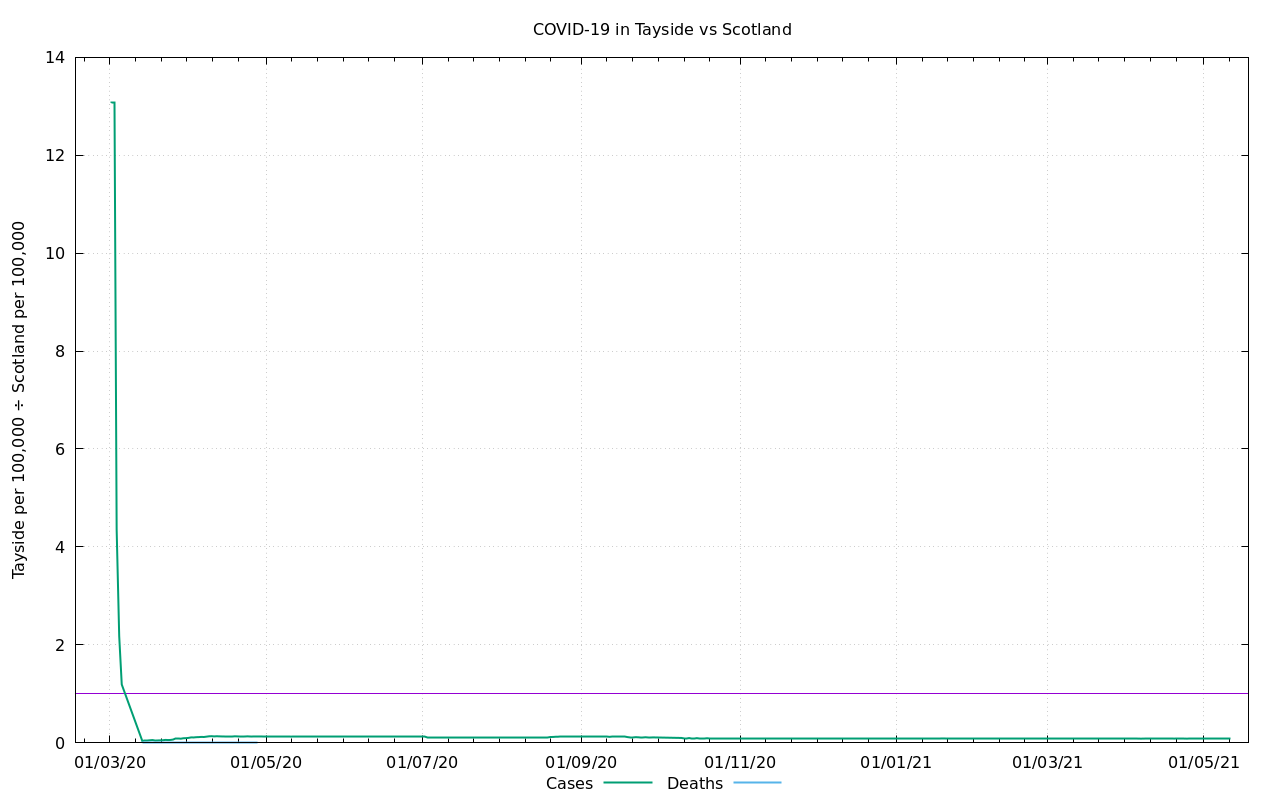 COVID-19 in Tayside vs Scotland
Tayside per 100,000 ÷ Scotland per 100,000
14
12
10
8
6
4
2
0
01/03/20 01/05/20 01/07/20 01/09/20 01/11/20 01/01/21 01/03/21 01/05/21
Cases Deaths